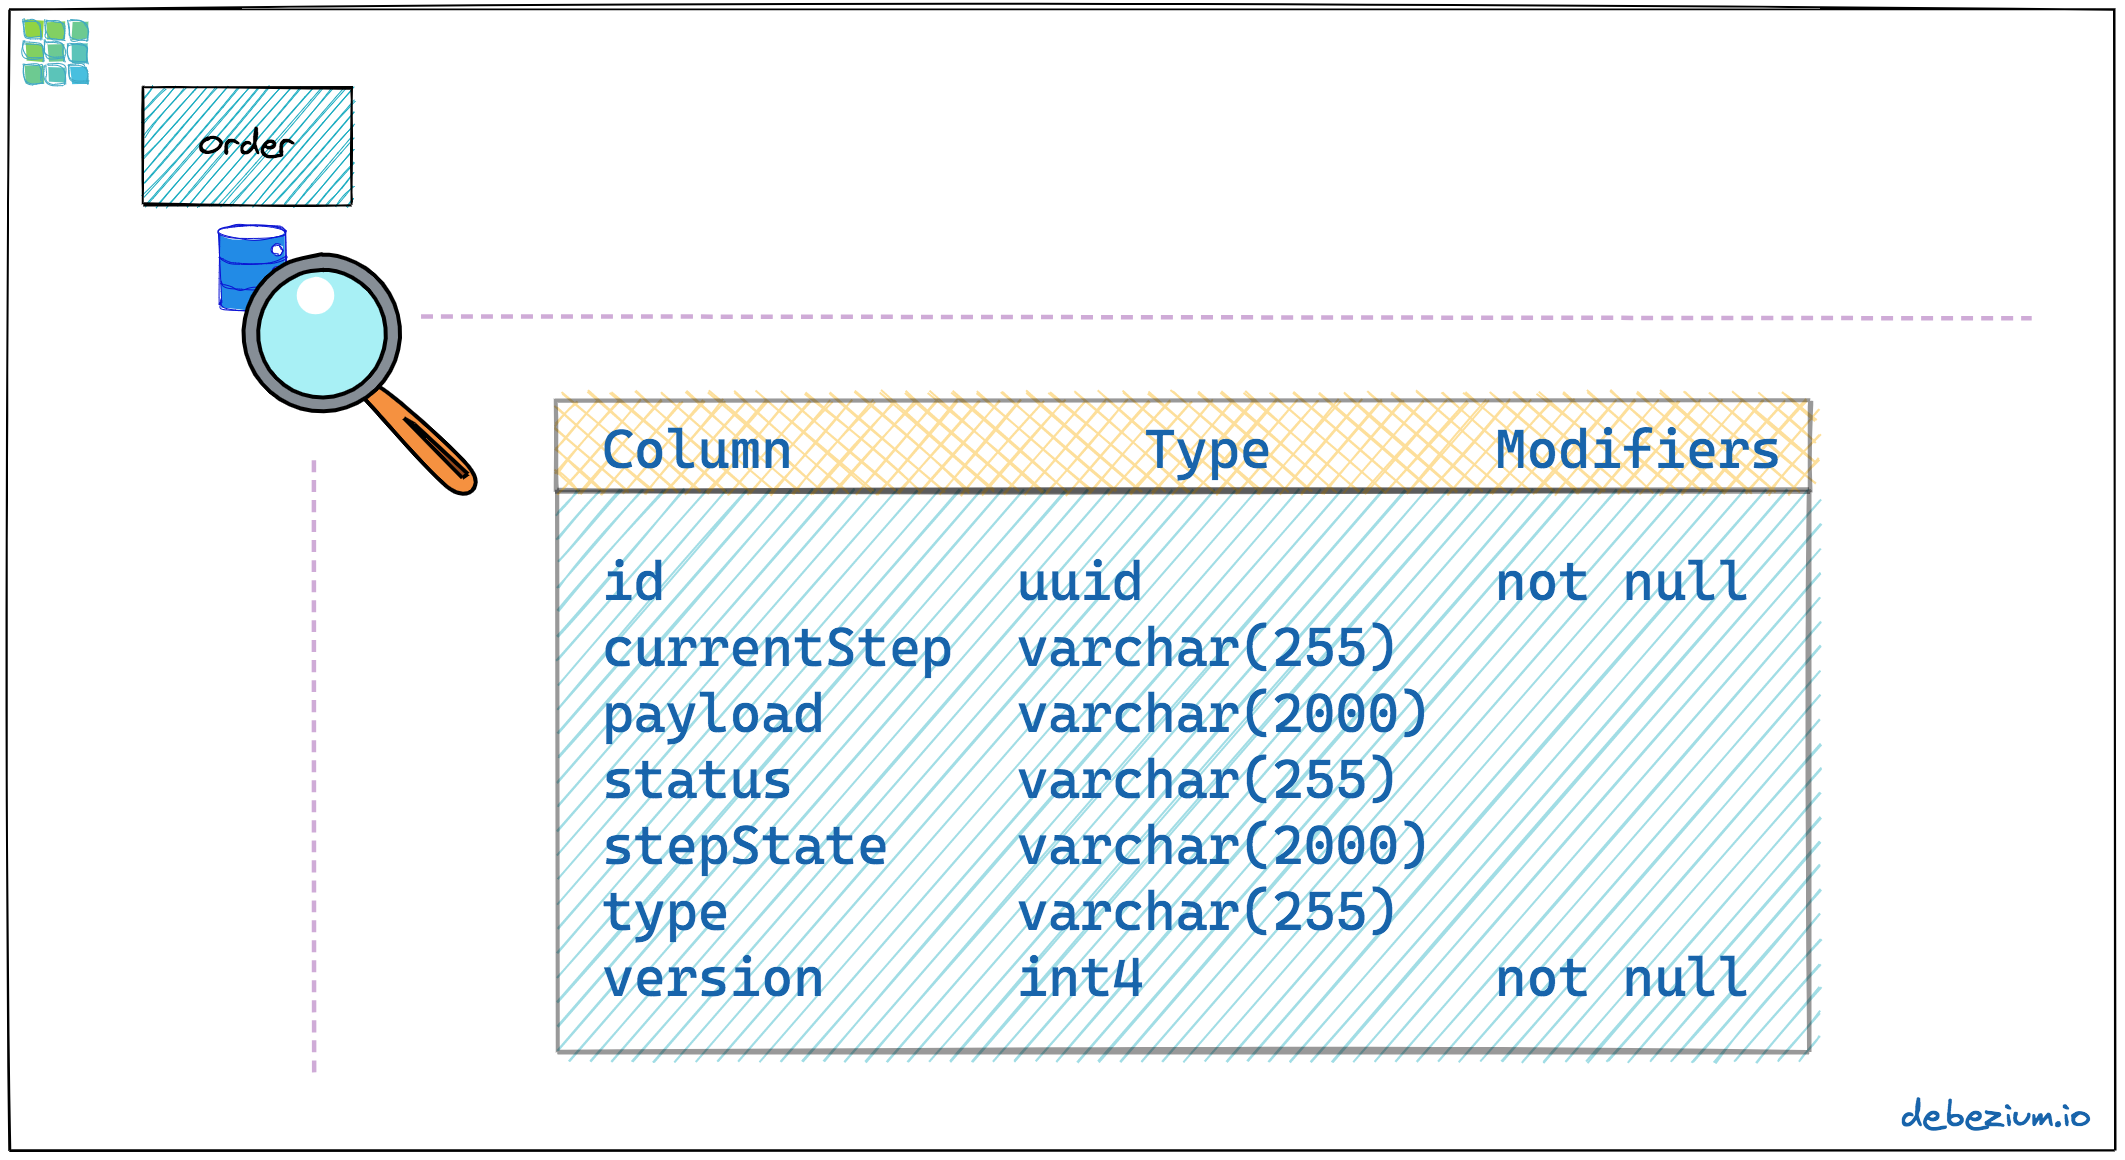 order
Column Type Modifiers
id uuid not null
currentStep varchar(255)
payload varchar(2000)
status varchar(255)
stepState varchar(2000)
type varchar(255)
version int4 not null
debezium.io